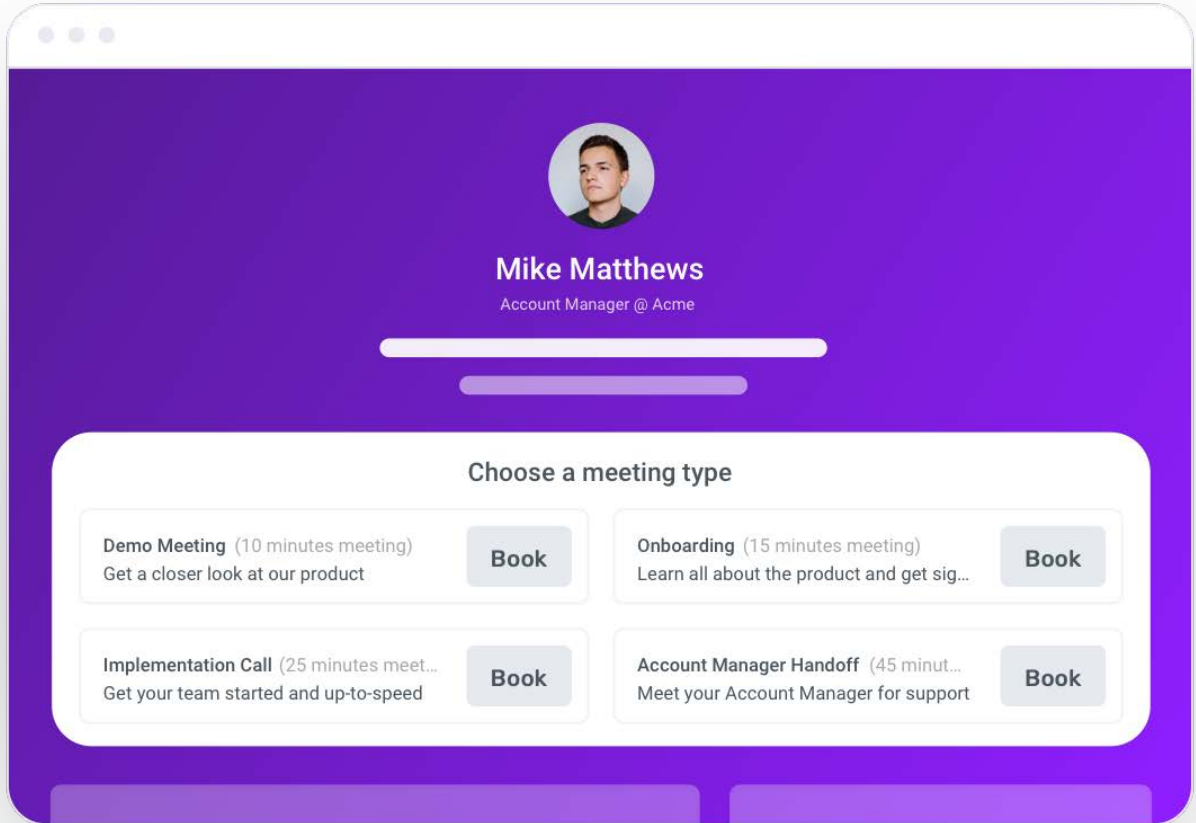 Mike Matthews
Account Manager @ Acme
Choose a meeting type
Demo Meeting (10 minutes meeting)
Get a closer look at our product
Book
Onboarding (15 minutes meeting)
Learn all about the product and get sig...
Book
Implementation Call (25 minutes meet...
Get your team started and up-to-speed
Book
Account Manager Handoff (45 minut...
Meet your Account Manager for support
Book